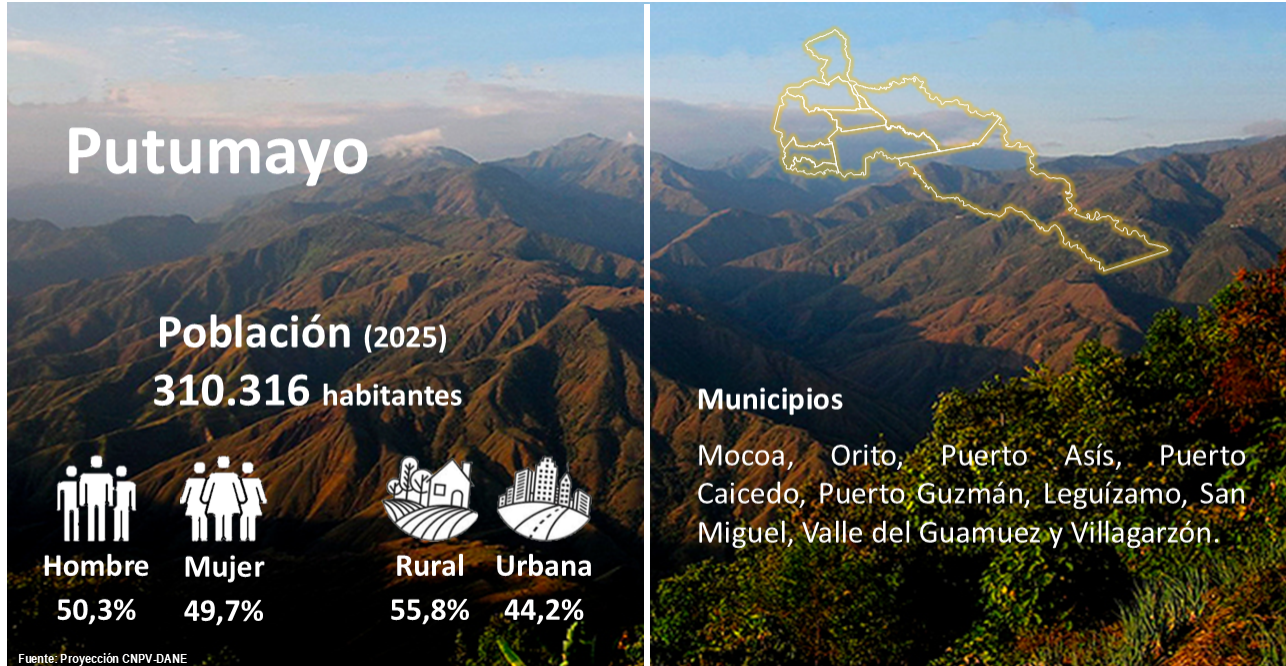 Putumayo
Población (2025)
310.316 habitantes
Hombre
50,3%
Mujer
49,7%
Rural
55,8%
Urbana
44,2%
Fuente: Proyección CNPV-DANE
Municipios
Mocoa, Orito, Puerto Asís, Puerto
Caicedo, Puerto Guzmán, Leguízamo, San
Miguel, Valle del Guamuez y Villagarzón.